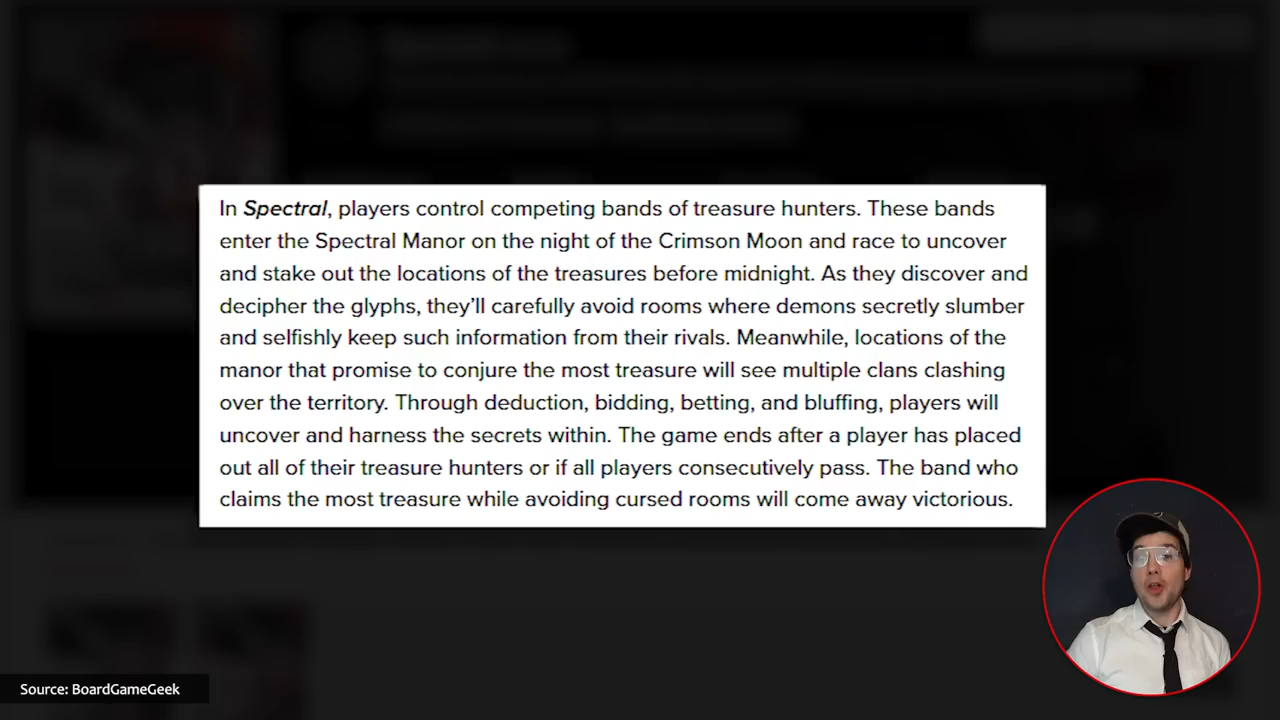 In Spectral, players control competing bands of treasure hunters. These bands
enter the Spectral Manor on the night of the Crimson Moon and race to uncover
and stake out the locations of the treasures before midnight. As they discover and
decipher the glyphs, they’ll carefully avoid rooms where demons secretly slumber
and selfishly keep such information from their rivals. Meanwhile, locations of the
manor that promise to conjure the most treasure will see multiple clans clashing
over the territory. Through deduction, bidding, betting, and bluffing, players will
uncover and harness the secrets within. The game ends after a player has placed
out all of their treasure hunters or if all players consecutively pass. The band who
claims the most treasure while avoiding cursed rooms will come away victorious.
Source: BoardGameGeek